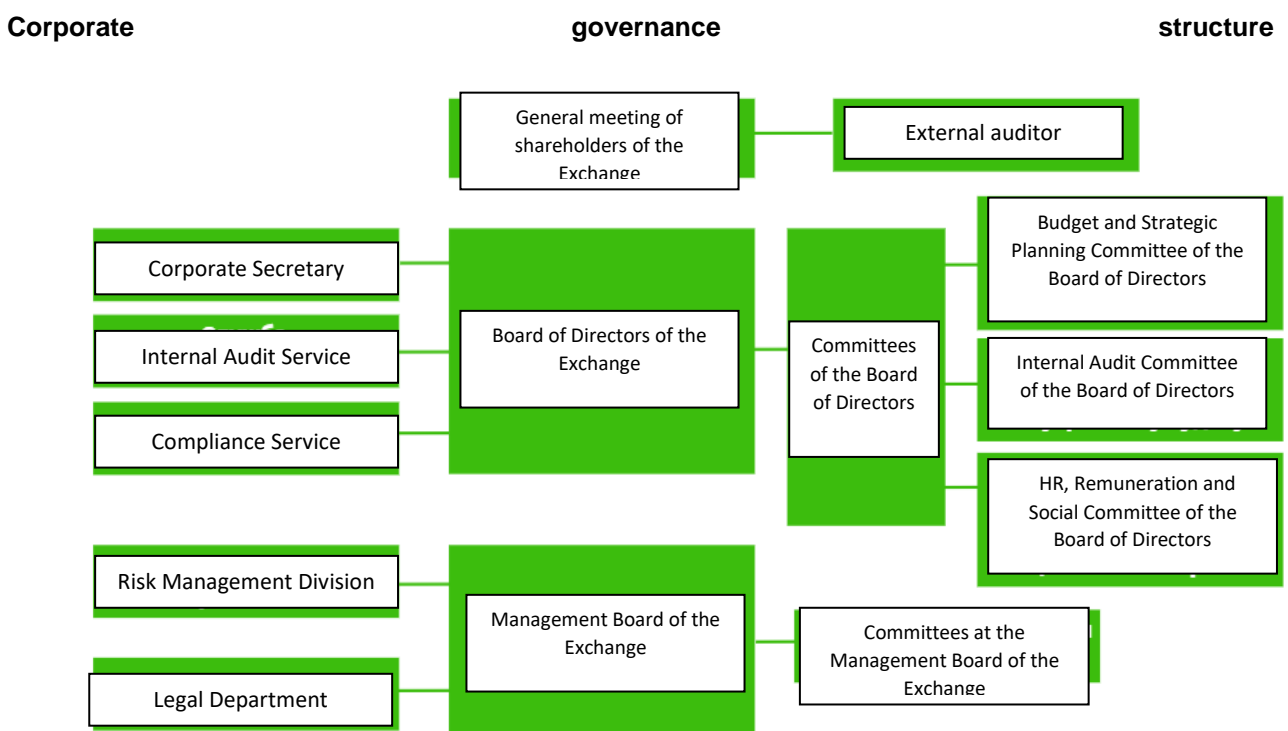 Corporate governance structure
General meeting of
shareholders of the
Exchange
External auditor
Corporate Secretary
Internal Audit Service
Compliance Service
Board of Directors of the
Exchange
Committees
of the Board
of Directors
Budget and Strategic
Planning Committee of the
Board of Directors
Internal Audit Committee
of the Board of Directors
HR, Remuneration and
Social Committee of the
Board of Directors
Risk Management Division
Legal Department
Management Board of the
Exchange
Committees at the
Management Board of the
Exchange